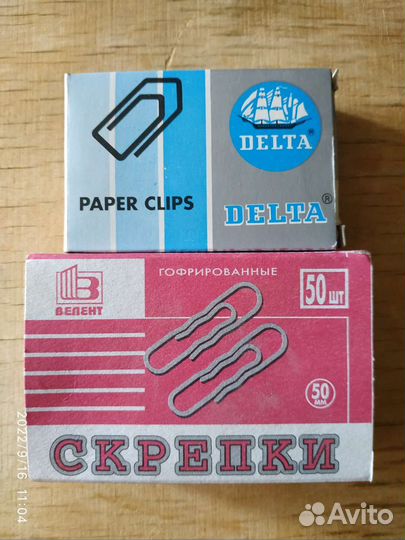 DELTA®
PAPER CLIPS
DELTA®
ВЕЛЕНТ
ГОФРИРОВАННЫЕ
50 ШТ
50 ММ
СКРЕПКИ
2022/9/16 11:04
Avito